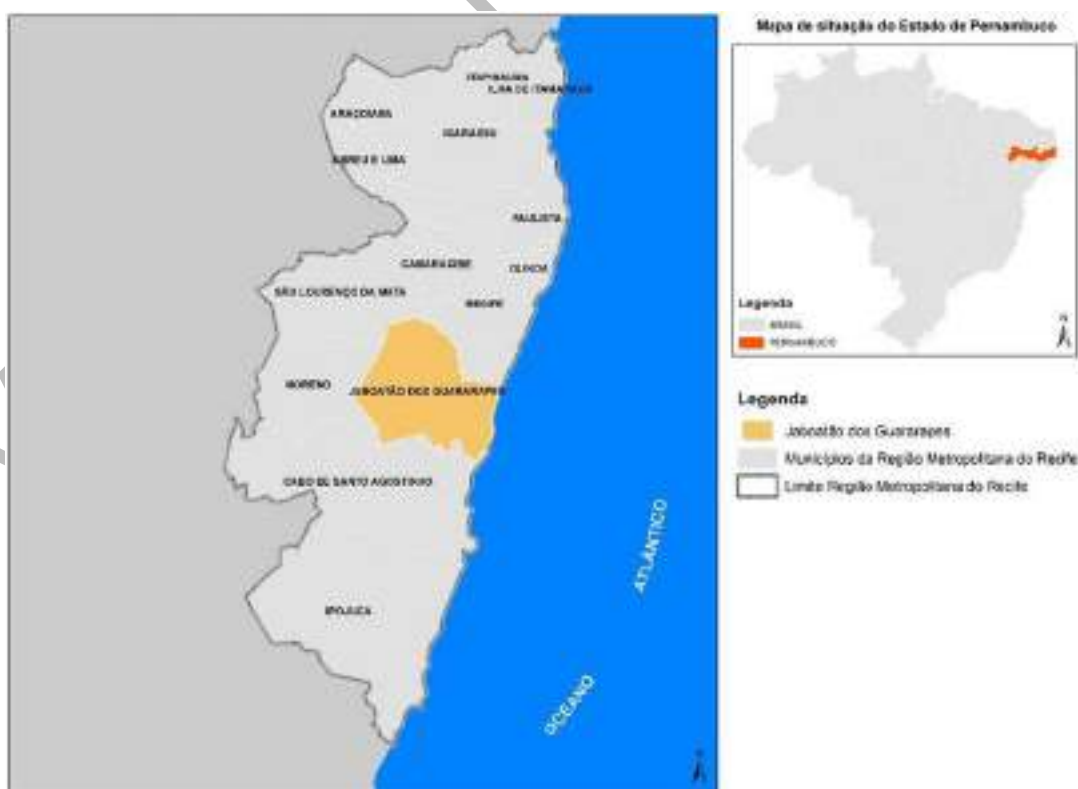 Mapa de situação do Estado de Pernambuco
ITAPISSUMA
ILHA DE ITAMARACÁ
ARAÇOIABA
IGARASSU
ABREU E LIMA
PAULISTA
CAMARAGIBE
OLINDA
SÃO LOURENÇO DA MATA
RECIFE
MORENO
JABOATÃO DOS GUARARAPES
CABO DE SANTO AGOSTINHO
IPOJUCA
OCEANO
ATLÂNTICO
N
Legenda
BRASIL
PERNAMBUCO
N
Legenda
Jaboatão dos Guararapes
Municípios da Região Metropolitana do Recife
Limite Região Metropolitana do Recife